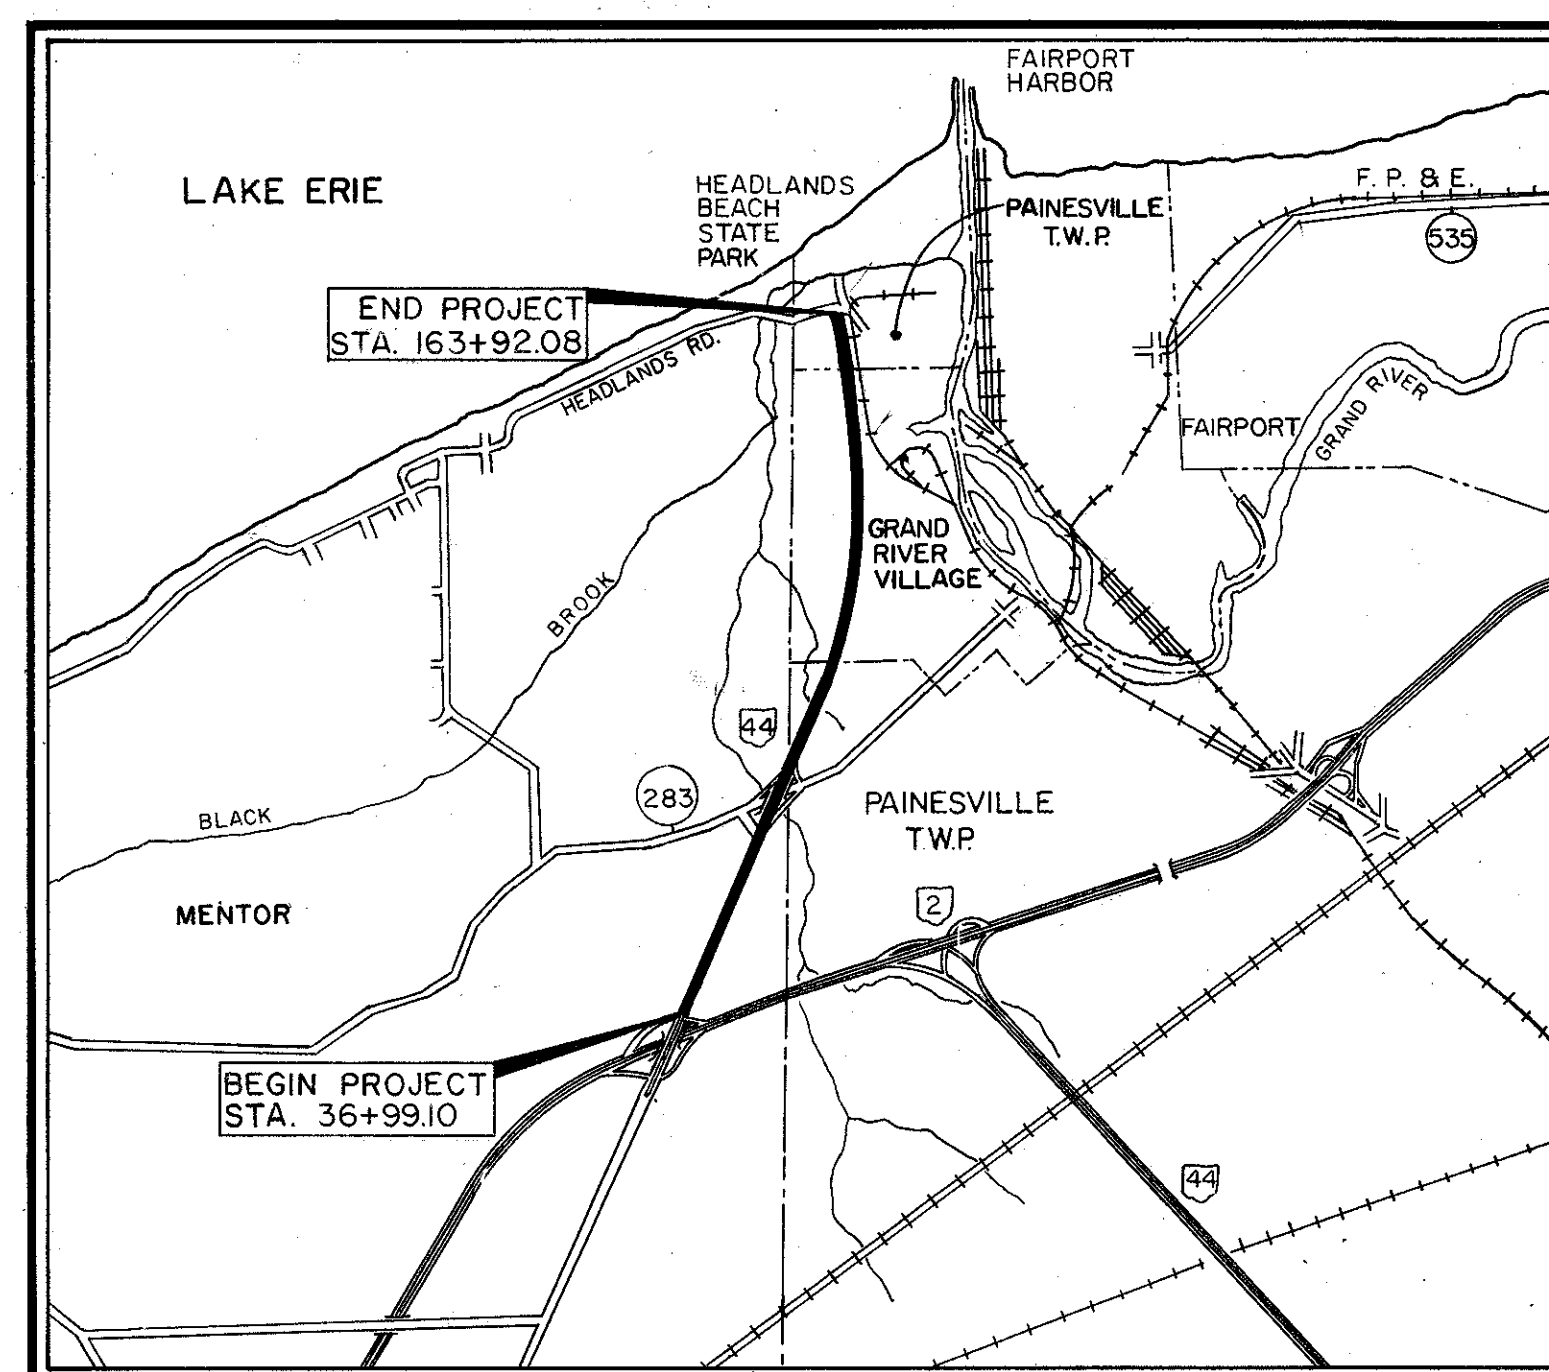 FAIRPORT
HARBOR
LAKE ERIE
HEADLANDS
BEACH
STATE
PARK
PAINESVILLE
T.W.P.
F. P. & E.
535
END PROJECT
STA. 163+92.08
HEADLANDS RD.
FAIRPORT
GRAND RIVER
GRAND
RIVER
VILLAGE
BROOK
44
283
BLACK
PAINESVILLE
T.W.P.
MENTOR
2
BEGIN PROJECT
STA. 36+99.10
44